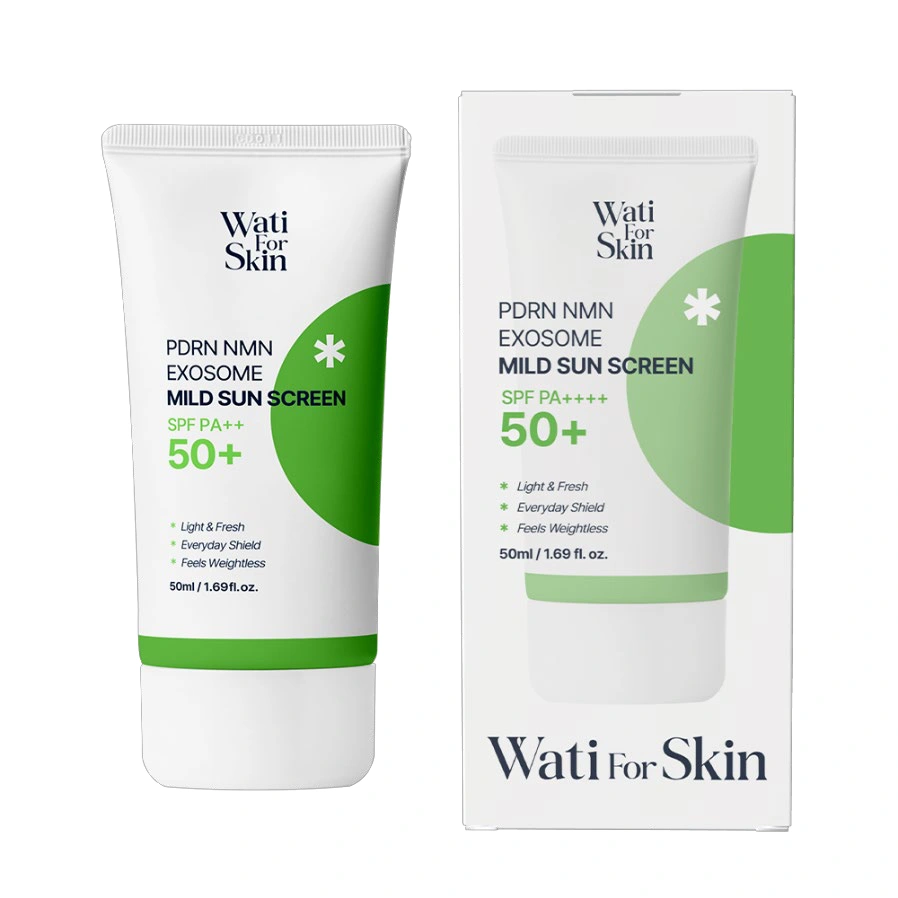 Wati
For
Skin
PDRN NMN
EXOSOME
MILD SUN SCREEN
SPF PA++
50+
* Light & Fresh
* Everyday Shield
* Feels Weightless
50ml / 1.69fl.oz.
Wati
For
Skin
PDRN NMN
EXOSOME
MILD SUN SCREEN
SPF PA++++
50+
* Light & Fresh
* Everyday Shield
* Feels Weightless
50ml / 1.69 fl. oz.
Wati For Skin